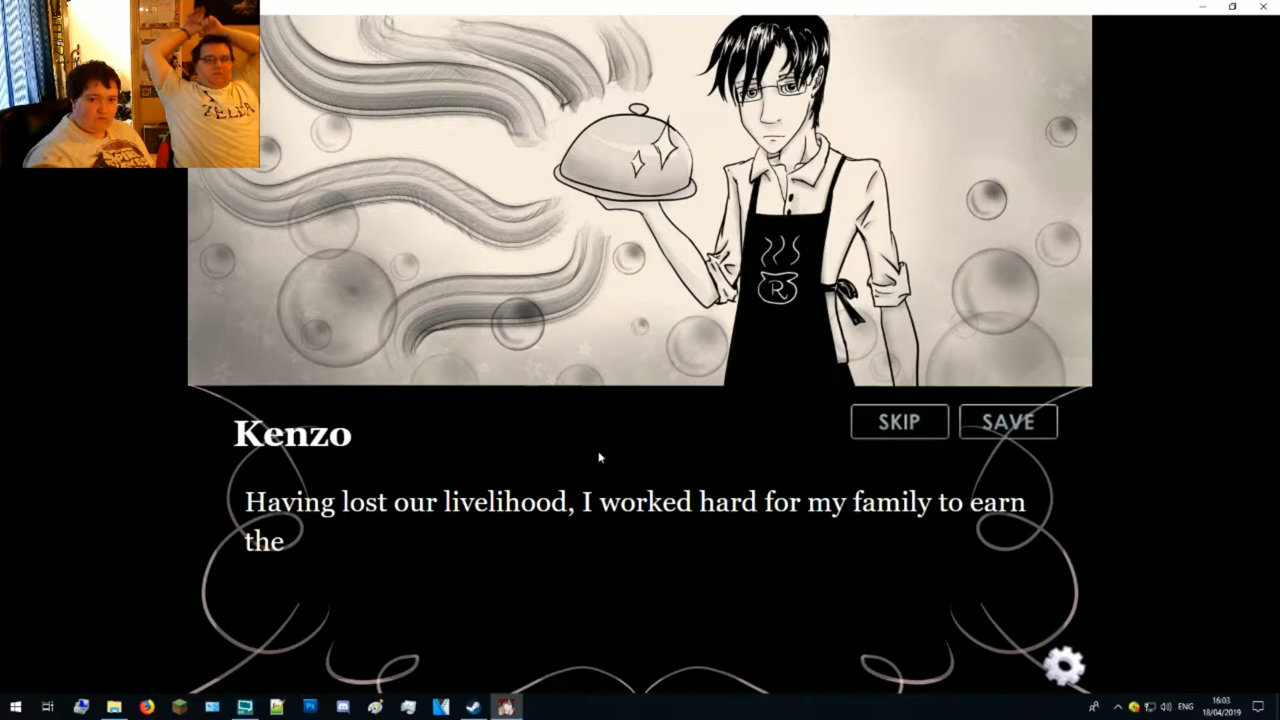 ZELDA
R
Kenzo
SKIP
SAVE
Having lost our livelihood, I worked hard for my family to earn
the
ENG
16:03
18/04/2019